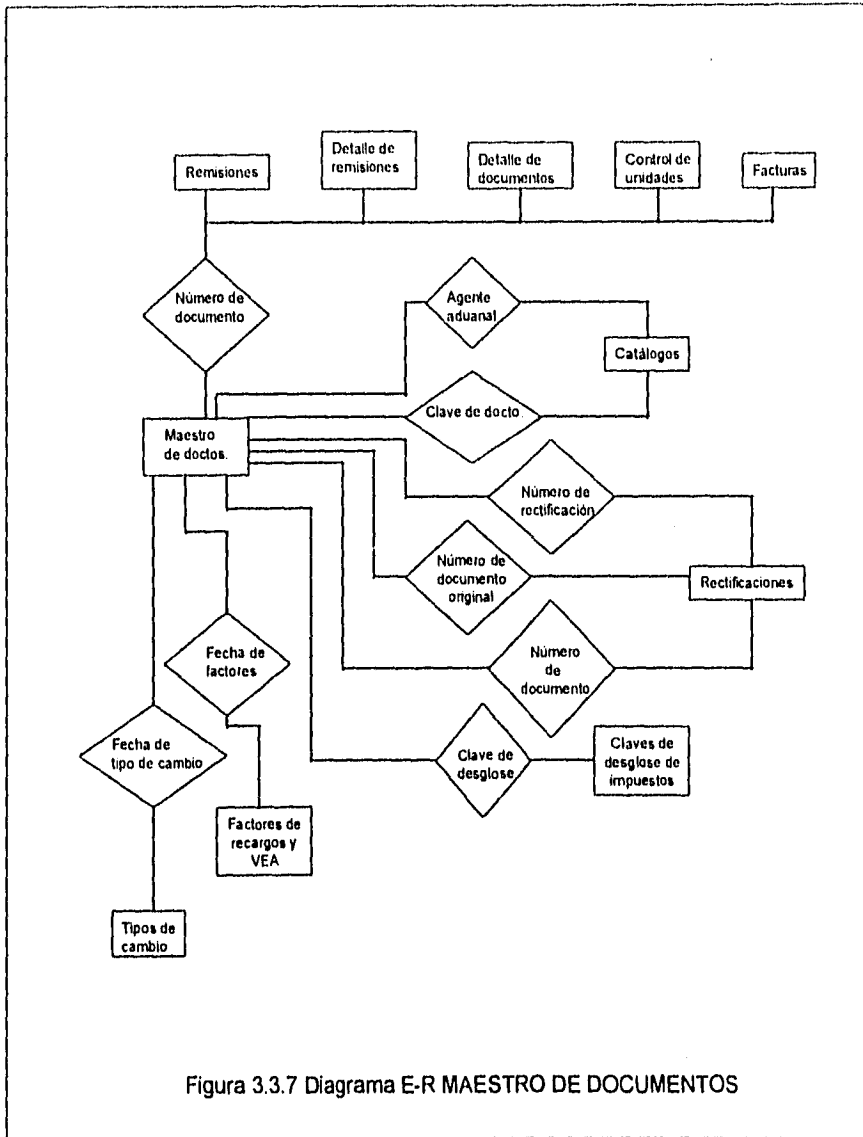 Remisiones
Detalle de
remisiones
Detalle de
documentos
Control de
unidades
Facturas
Número de
documento
Agente
aduanal
Catálogos
Clave de docto.
Maestro
de doctos.
Número de
rectificación
Número de
documento
original
Rectificaciones
Número
de
documento
Fecha de
factores
Fecha de
tipo de cambio
Clave de
desglose
Claves de
desglose de
impuestos
Factores de
recargos y
VEA
Tipos de
cambio
Figura 3.3.7 Diagrama E-R MAESTRO DE DOCUMENTOS